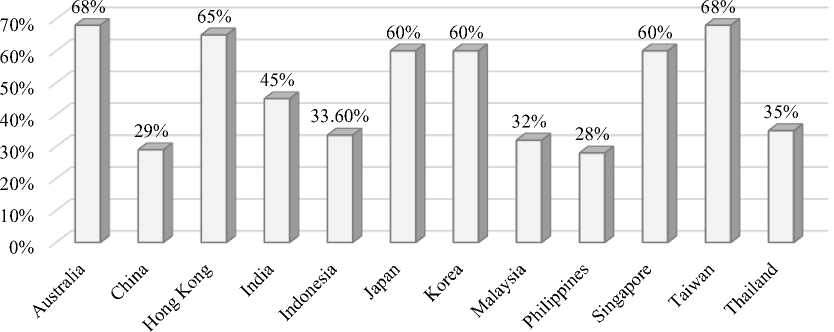 70%
60%
50%
40%
30%
20%
10%
0%
68%
29%
65%
45%
33.60%
60%
60%
32%
28%
60%
68%
35%
Australia
China
Hong Kong
India
Indonesia
Japan
Korea
Malaysia
Philippines
Singapore
Taiwan
Thailand